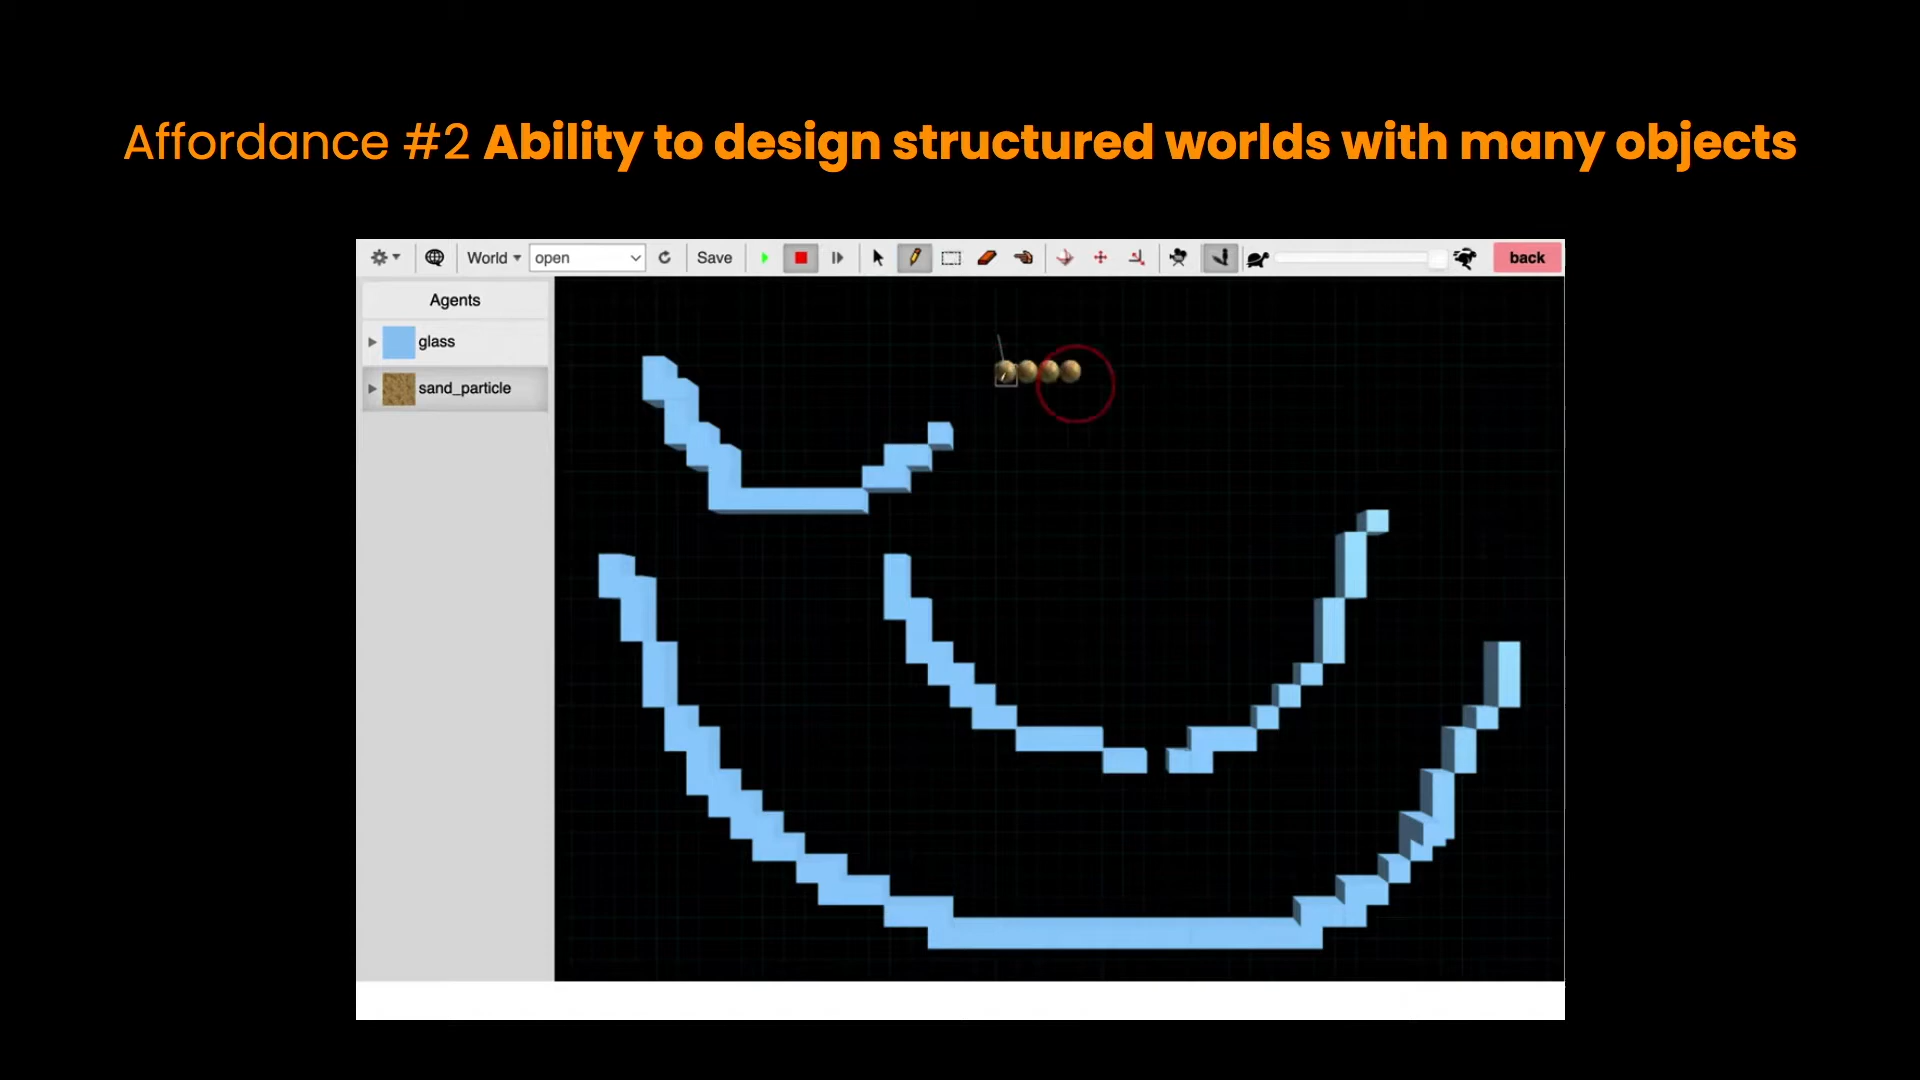 Affordance #2 Ability to design structured worlds with many objects
World open Save back
Agents
glass
sand_particle